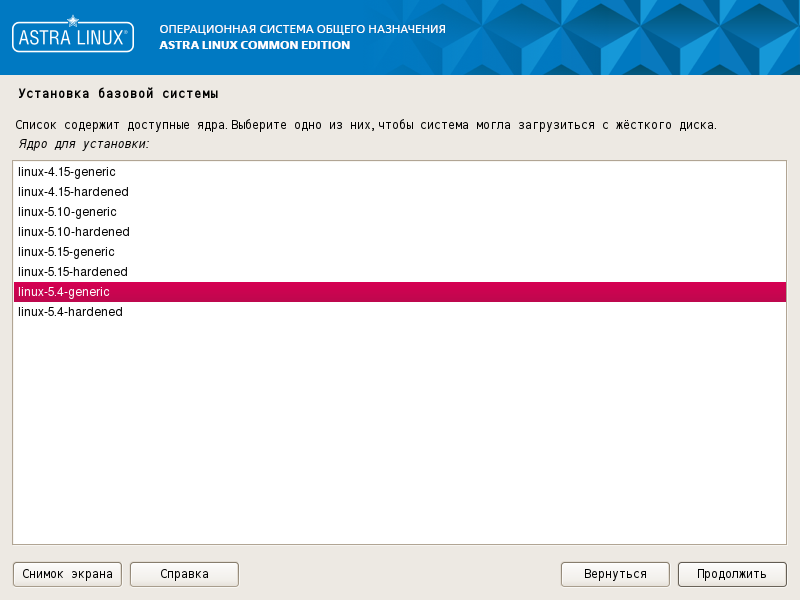 ASTRA LINUX®
ОПЕРАЦИОННАЯ СИСТЕМА ОБЩЕГО НАЗНАЧЕНИЯ
ASTRA LINUX COMMON EDITION
Установка базовой системы
Список содержит доступные ядра. Выберите одно из них, чтобы система могла загрузиться с жёсткого диска.
Ядро для установки:
linux-4.15-generic
linux-4.15-hardened
linux-5.10-generic
linux-5.10-hardened
linux-5.15-generic
linux-5.15-hardened
linux-5.4-generic
linux-5.4-hardened
Снимок экрана Справка Вернуться Продолжить